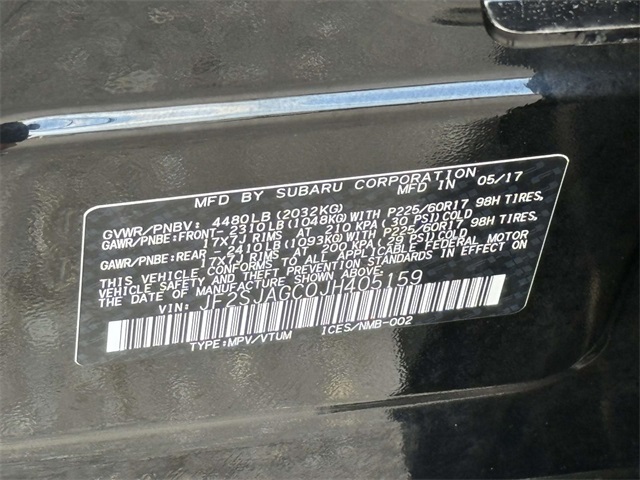 MFD BY SUBARU CORPORATION
MFD IN 05/17
GVWR/PNBV: 4480LB(2032KG)
GAWR/PNBE:FRONT- 2310LB(1048KG)WITH P225/60R17 98H TIRES,
17X7J RIMS AT 210 KPA(30 PSI)COLD
GAWR/PNBE:REAR - 2410LB(1093KG)WITH P225/60R17 98H TIRES,
17X7J RIMS AT 200 KPA(29 PSI)COLD
THIS VEHICLE CONFORMS TO ALL APPLICABLE FEDERAL MOTOR
VEHICLE SAFETY STANDARDS IN EFFECT ON
THE DATE OF MANUFACTURE SHOWN ABOVE.
VIN: JF2SJAGC0JH405159
TYPE:MPV/VTUM ICES/NMB-002